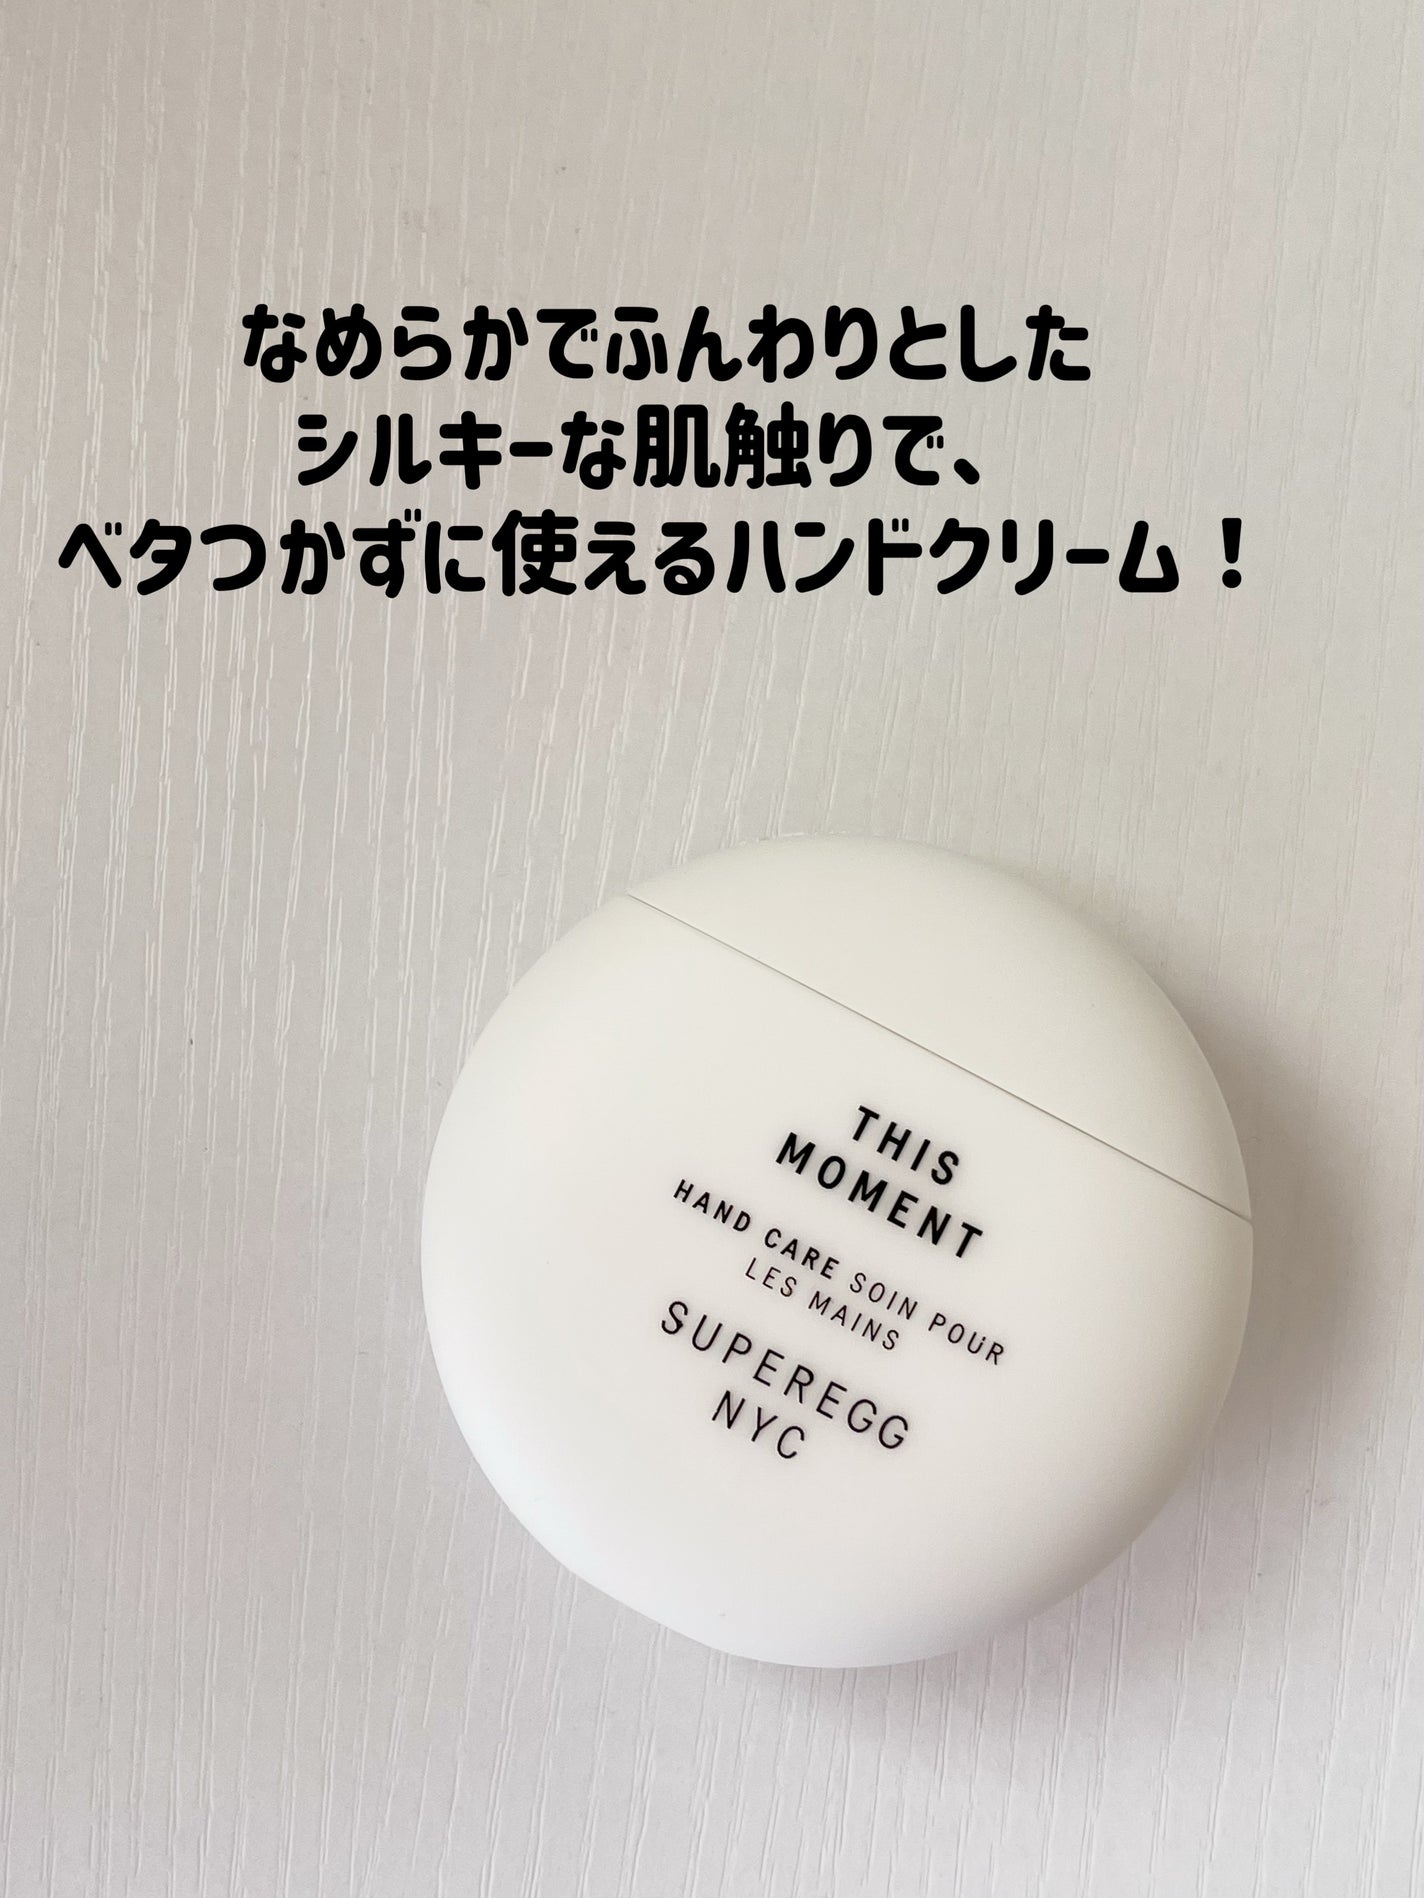 なめらかでふんわりとした
シルキーな肌触りで、
ベタつかずに使えるハンドクリーム！
THIS
MOMENT
HAND CARE SOIN POUR
LES MAINS
SUPEREGG
NYC